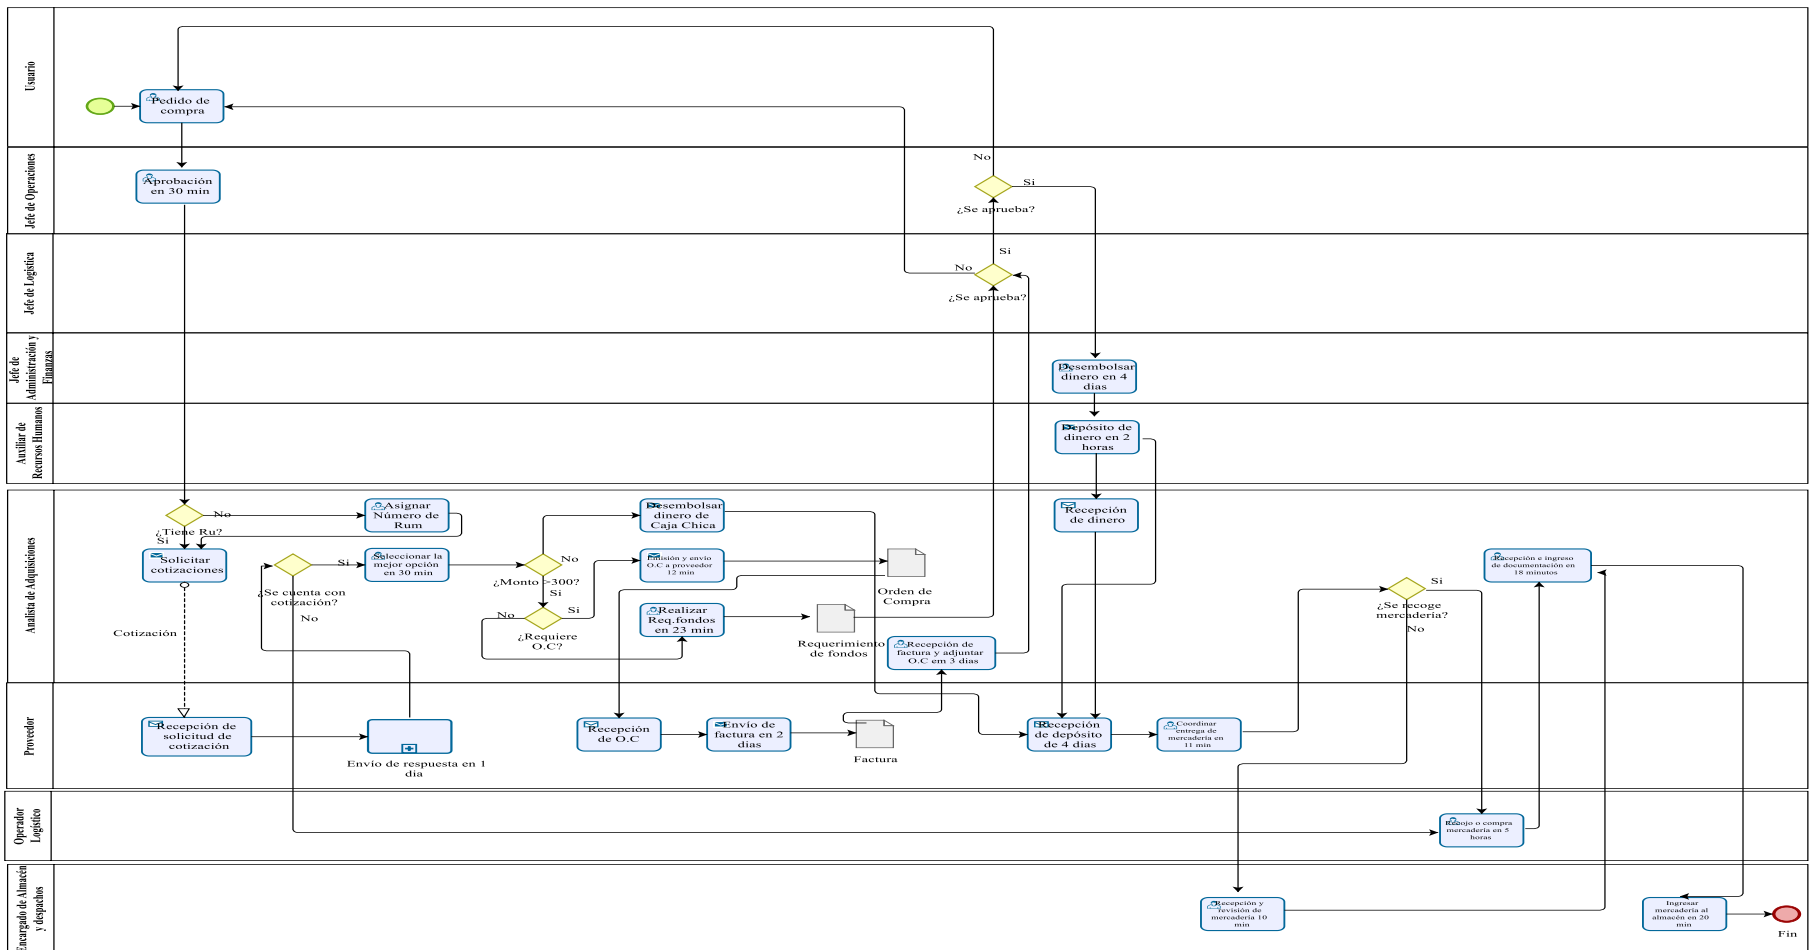 Usuario
Pedido de
compra
Jefe de Operaciones
Aprobación
en 30 min
No
Si
¿Se aprueba?
Jefe de Logística
Si
No
¿Se aprueba?
Jefe de
Administración y
Finanzas
Desembolsar
dinero en 4
dias
Auxiliar de
Recursos Humanos
Depósito de
dinero en 2
horas
Analista de Adquisiciones
No
¿Tiene Ru?
Si
Asignar
Número de
Rum
Solicitar
cotizaciones
Cotización
¿Se cuenta con
cotización?
Si
No
Seleccionar la
mejor opción
en 30 min
No
¿Monto >300?
Si
No
Si
¿Requiere
O.C?
Desembolsar
dinero de
Caja Chica
Emisión y envio
O.C a proveedor
12 min
Realizar
Req.fondos
en 23 min
Orden de
Compra
Requerimiento
de fondos
Recepción de
factura y adjuntar
O.C em 3 dias
Recepción
de dinero
Si
¿Se recoge
mercaderia?
No
Recepción e ingreso
de documentación en
18 minutos
Proveedor
Recepción de
solicitud de
cotización
Envío de respuesta en 1
dia
Recepción
de O.C
Envío de
factura en 2
dias
Factura
Recepción
de depósito
de 4 dias
Coordinar
entrega de
mercadería en
11 min
Operador
Logístico
Recojo o compra
mercadería en 5
horas
Encargado de Almacén
y despachos
Recepción y
revisión de
mercadería 10
min
Ingresar
mercadería al
almacén en 20
min
Fin